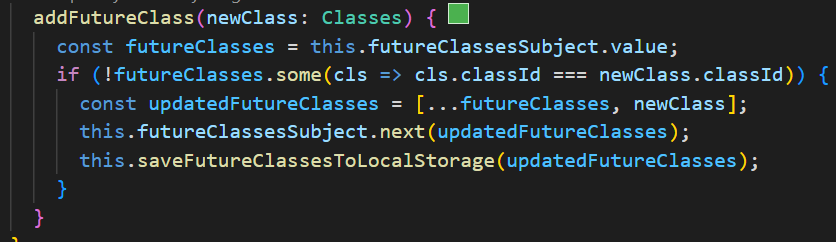 addFutureClass(newClass: Classes) {
const futureClasses = this.futureClassesSubject.value;
if (!futureClasses.some(cls => cls.classId === newClass.classId)) {
const updatedFutureClasses = [...futureClasses, newClass];
this.futureClassesSubject.next(updatedFutureClasses);
this.saveFutureClassesToLocalStorage(updatedFutureClasses);
}
}
}